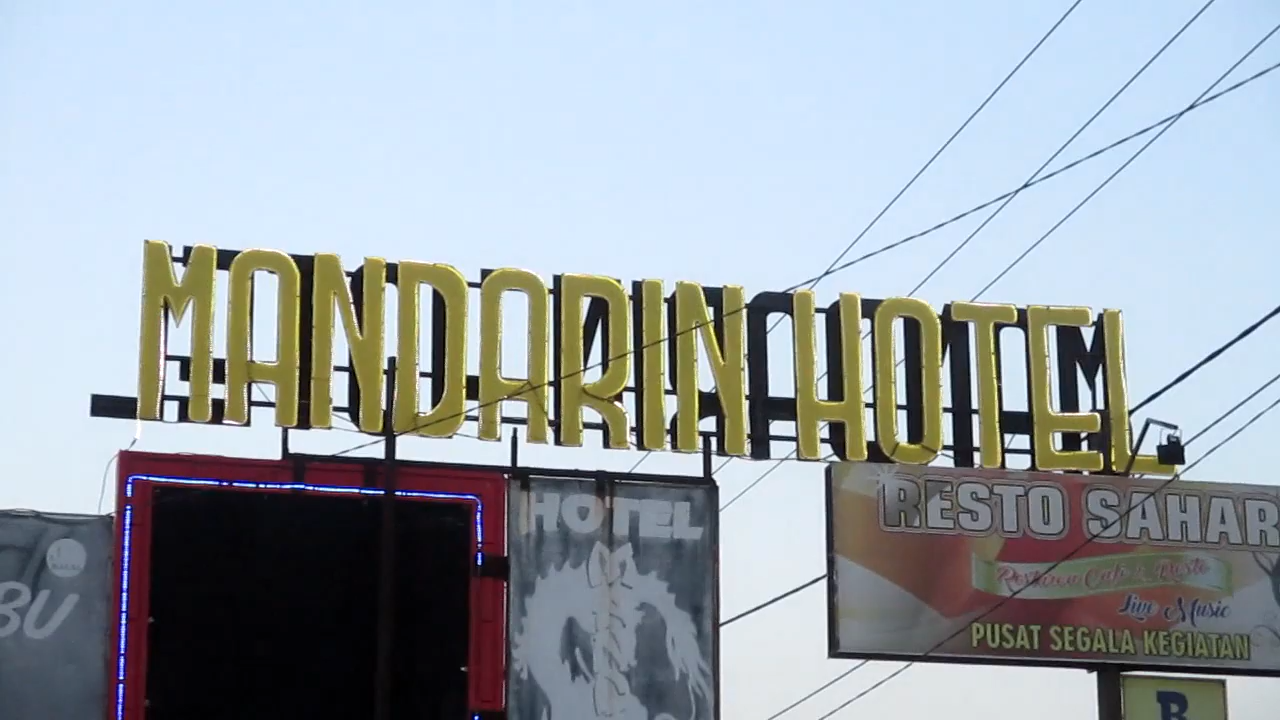 MANDARIN HOTEL
HOTEL
BU
RESTO SAHAR
Live Music
PUSAT SEGALA KEGIATAN
B